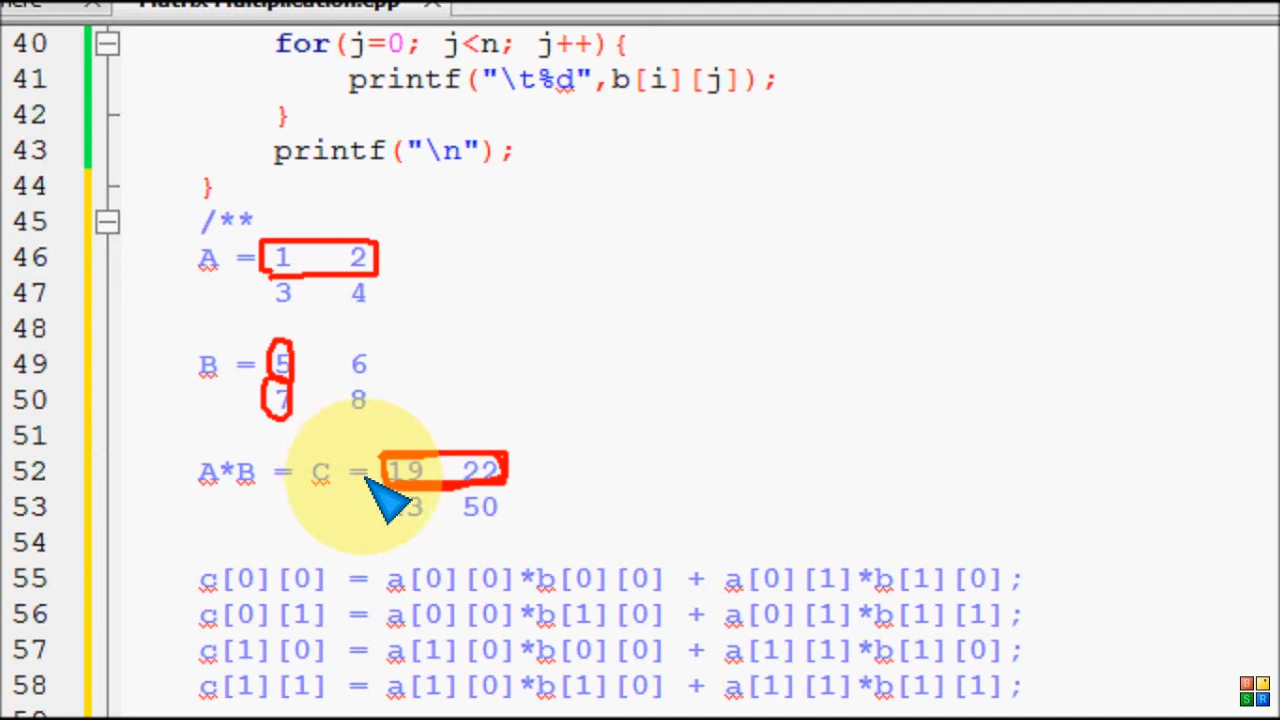 Matrix Multiplication.cpp
40 for(j=0; j<n; j++){
41 printf("\t%d",b[i][j]);
42 }
43 printf("\n");
44 }
45 /**
46 A = 1 2
47 3 4
48
49 B = 5 6
50 7 8
51
52 A*B = C = 19 22
53 50
54
55 c[0][0] = a[0][0]*b[0][0] + a[0][1]*b[1][0];
56 c[0][1] = a[0][0]*b[1][0] + a[0][1]*b[1][1];
57 c[1][0] = a[1][0]*b[0][0] + a[1][1]*b[1][0];
58 c[1][1] = a[1][0]*b[1][0] + a[1][1]*b[1][1];